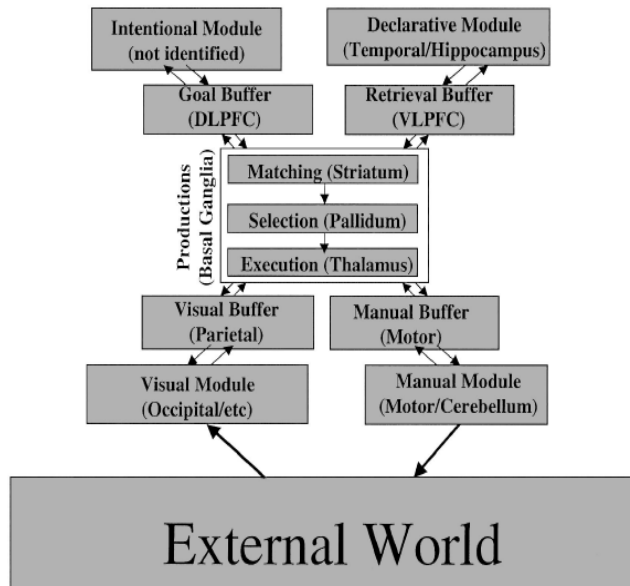 Intentional Module
(not identified)
Declarative Module
(Temporal/Hippocampus)
Goal Buffer
(DLPFC)
Retrieval Buffer
(VLPFC)
Productions
(Basal Ganglia)
Matching (Striatum)
Selection (Pallidum)
Execution (Thalamus)
Visual Buffer
(Parietal)
Manual Buffer
(Motor)
Visual Module
(Occipital/etc)
Manual Module
(Motor/Cerebellum)
External World